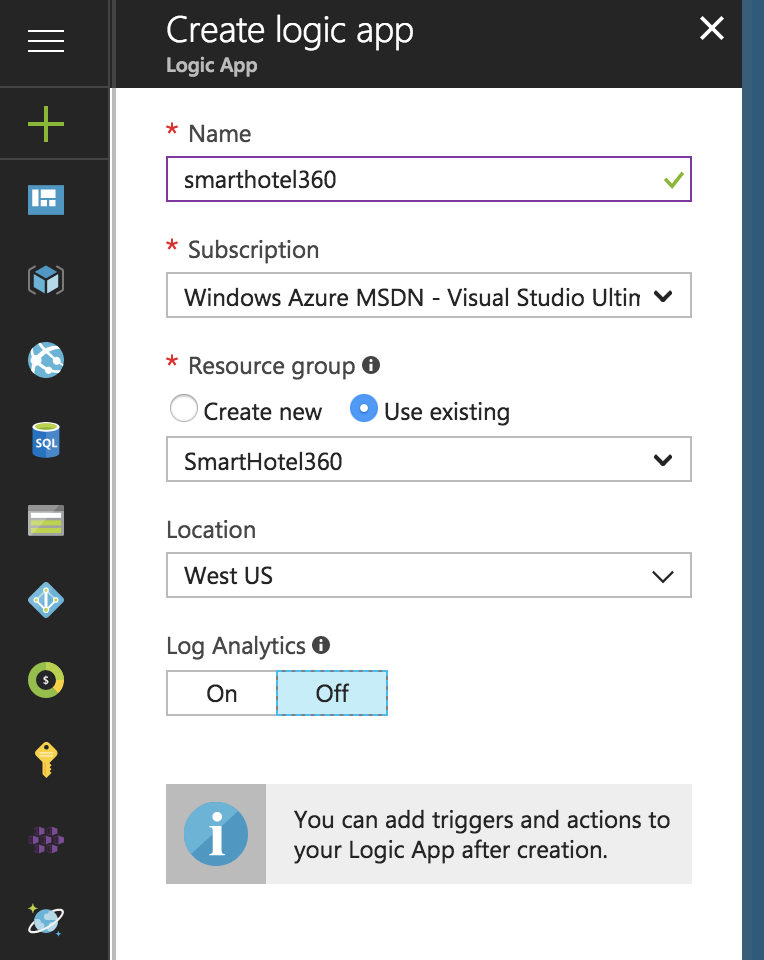 Create logic app
Logic App
* Name
smarthotel360
* Subscription
Windows Azure MSDN - Visual Studio Ultim
* Resource group
Create new Use existing
SmartHotel360
Location
West US
Log Analytics
On Off
SQL
$
You can add triggers and actions to
your Logic App after creation.